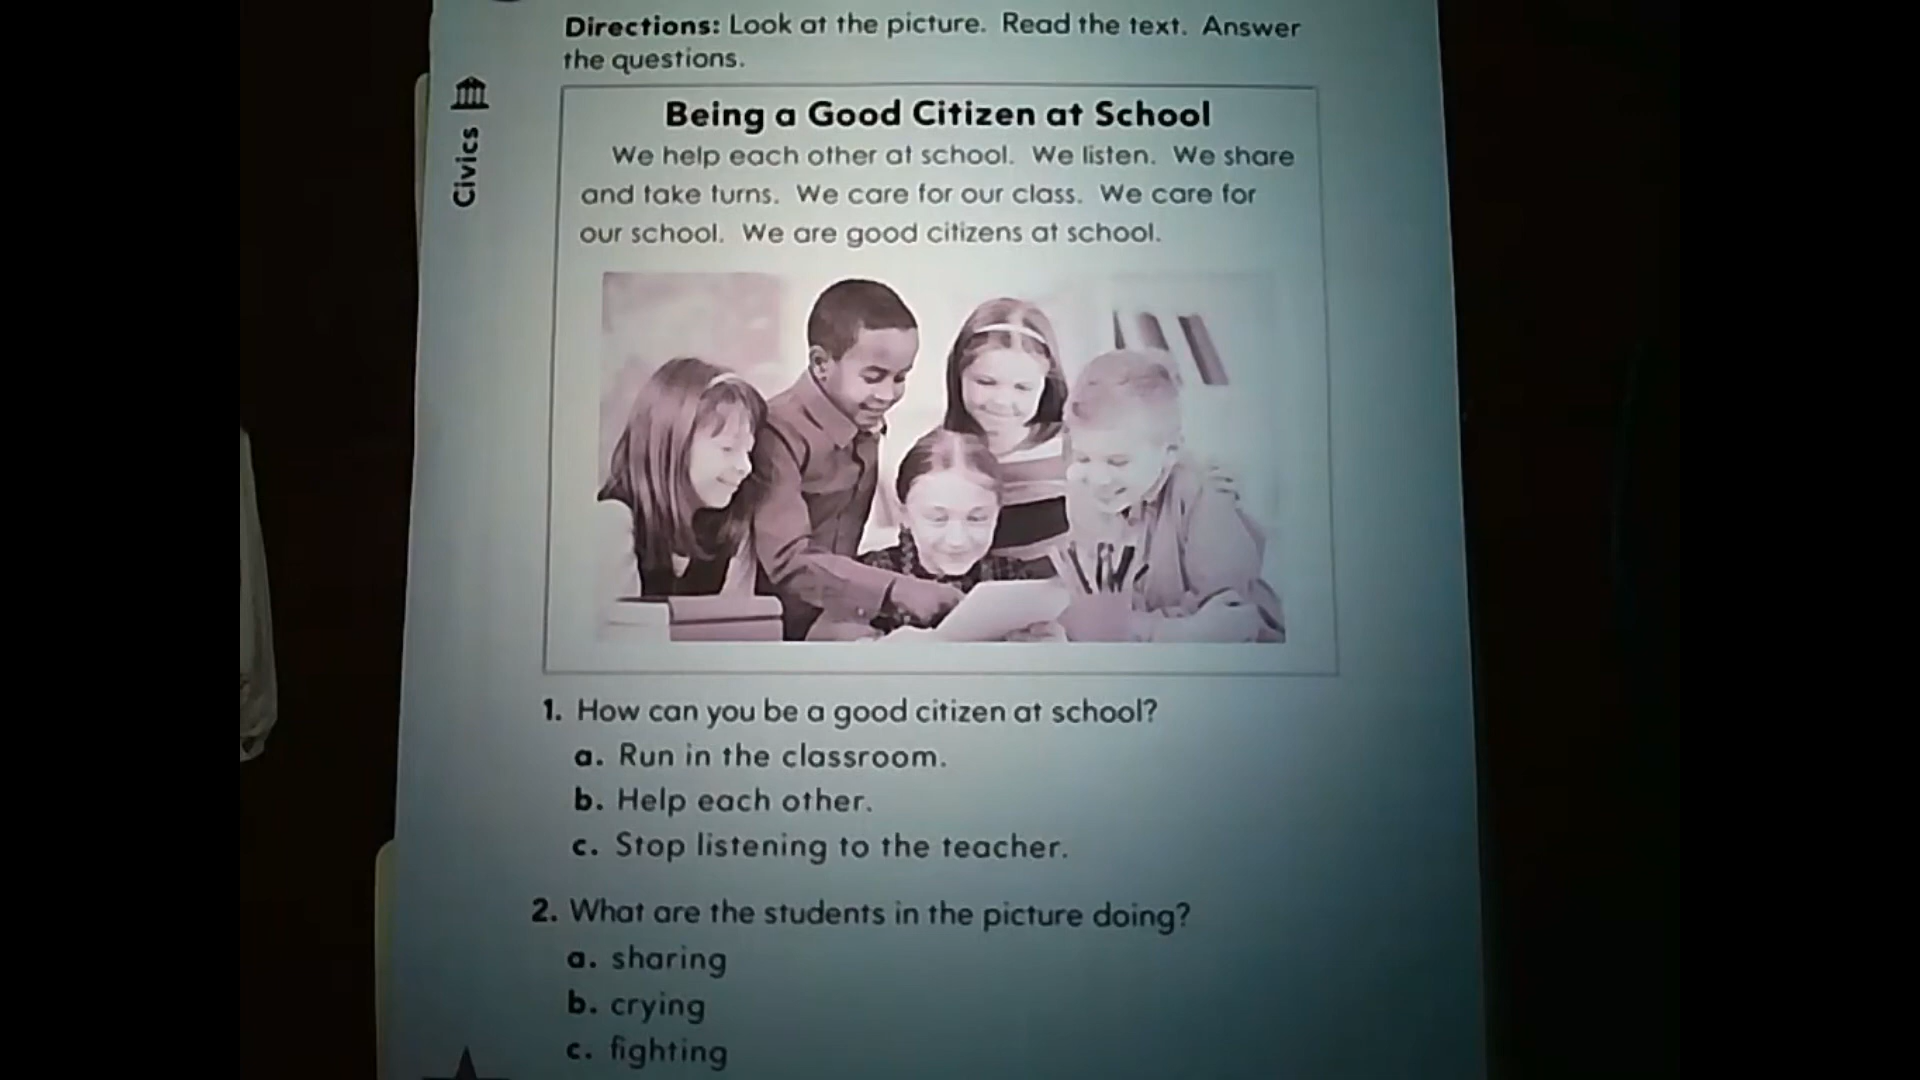 Directions: Look at the picture. Read the text. Answer
the questions.
Civics
Being a Good Citizen at School
We help each other at school. We listen. We share
and take turns. We care for our class. We care for
our school. We are good citizens at school.
1. How can you be a good citizen at school?
a. Run in the classroom.
b. Help each other.
c. Stop listening to the teacher.
2. What are the students in the picture doing?
a. sharing
b. crying
c. fighting